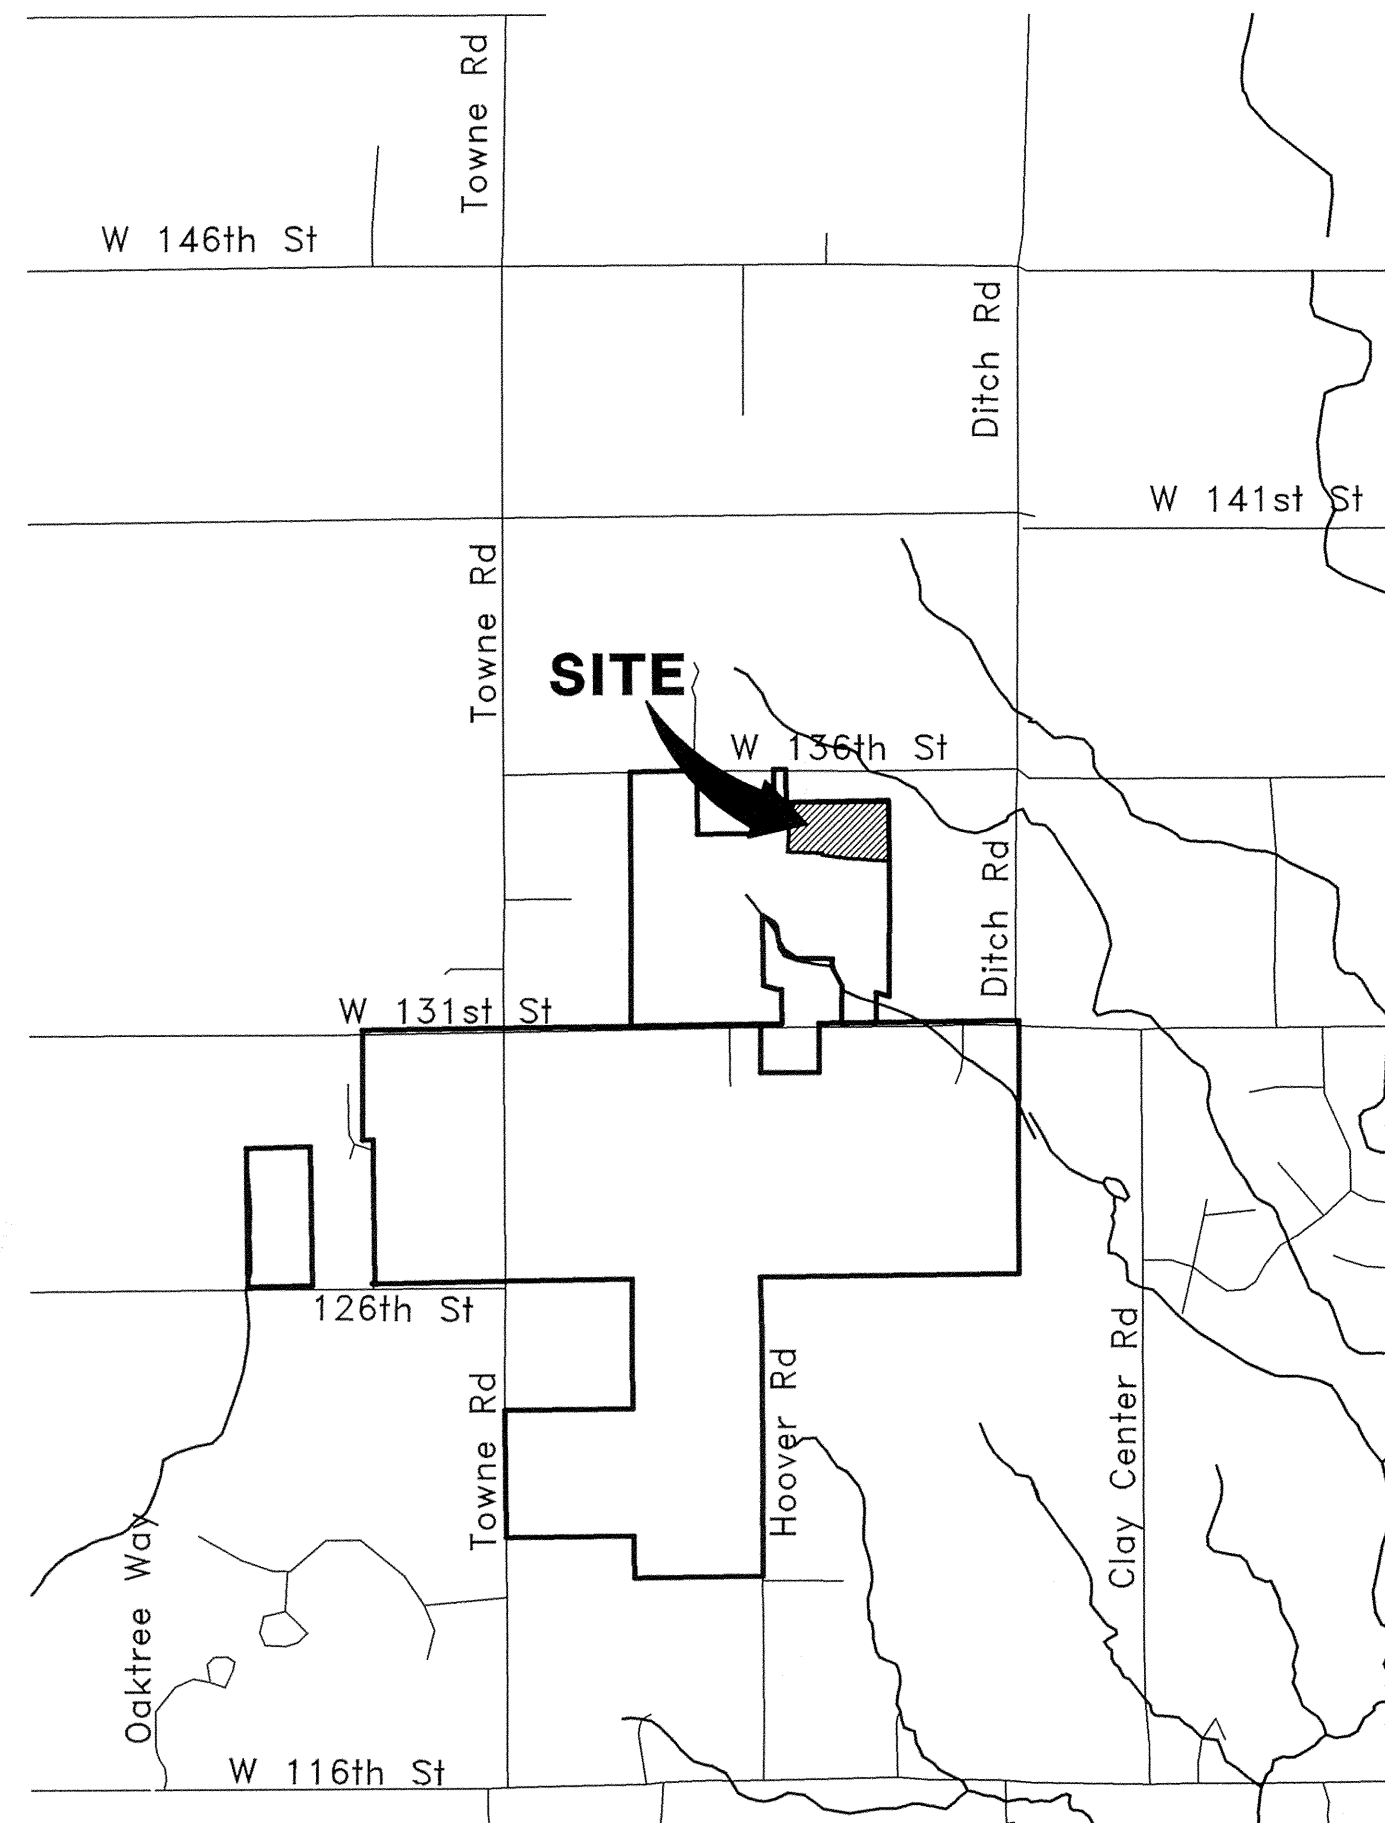 Towne Rd
W 146th St
Ditch Rd
W 141st St
Towne Rd
SITE
W 136th St
Ditch Rd
W 131st St
126th St
Clay Center Rd
Hoover Rd
Towne Rd
Oaktree Way
W 116th St